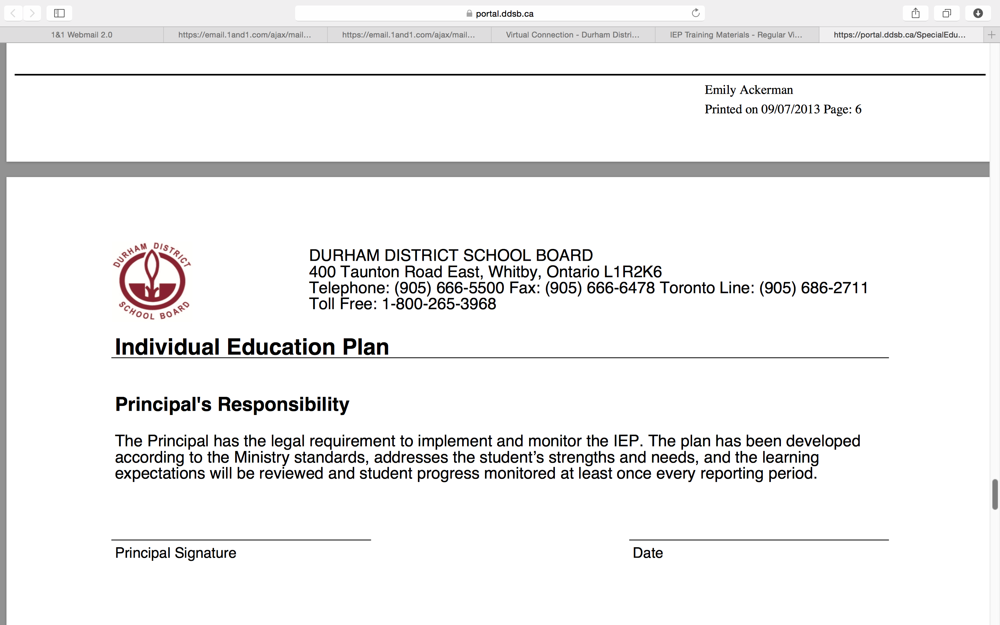 portal.ddsb.ca
1&1 Webmail 2.0
https://email.1and1.com/ajax/mail...
https://email.1and1.com/ajax/mail...
Virtual Connection - Durham Distri...
IEP Training Materials - Regular Vi...
https://portal.ddsb.ca/SpecialEdu...
Emily Ackerman
Printed on 09/07/2013 Page: 6
DURHAM DISTRICT
SCHOOL BOARD
DURHAM DISTRICT SCHOOL BOARD
400 Taunton Road East, Whitby, Ontario L1R2K6
Telephone: (905) 666-5500 Fax: (905) 666-6478 Toronto Line: (905) 686-2711
Toll Free: 1-800-265-3968
Individual Education Plan
Principal's Responsibility
The Principal has the legal requirement to implement and monitor the IEP. The plan has been developed
according to the Ministry standards, addresses the student’s strengths and needs, and the learning
expectations will be reviewed and student progress monitored at least once every reporting period.
Principal Signature
Date